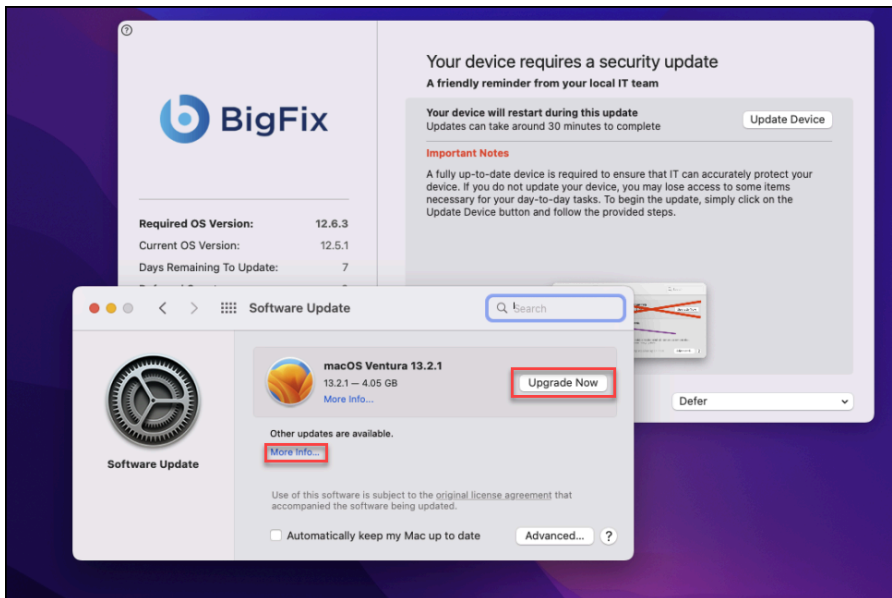 ?
BigFix
Required OS Version: 12.6.3
Current OS Version: 12.5.1
Days Remaining To Update: 7
Your device requires a security update
A friendly reminder from your local IT team
Your device will restart during this update
Updates can take around 30 minutes to complete
Update Device
Important Notes
A fully up-to-date device is required to ensure that IT can accurately protect your
device. If you do not update your device, you may lose access to some items
necessary for your day-to-day tasks. To begin the update, simply click on the
Update Device button and follow the provided steps.
Defer
Software Update
Search
Software Update
macOS Ventura 13.2.1
13.2.1 — 4.05 GB
More Info...
Upgrade Now
Other updates are available.
More Info...
Use of this software is subject to the original license agreement that
accompanied the software being updated.
Automatically keep my Mac up to date
Advanced...
?